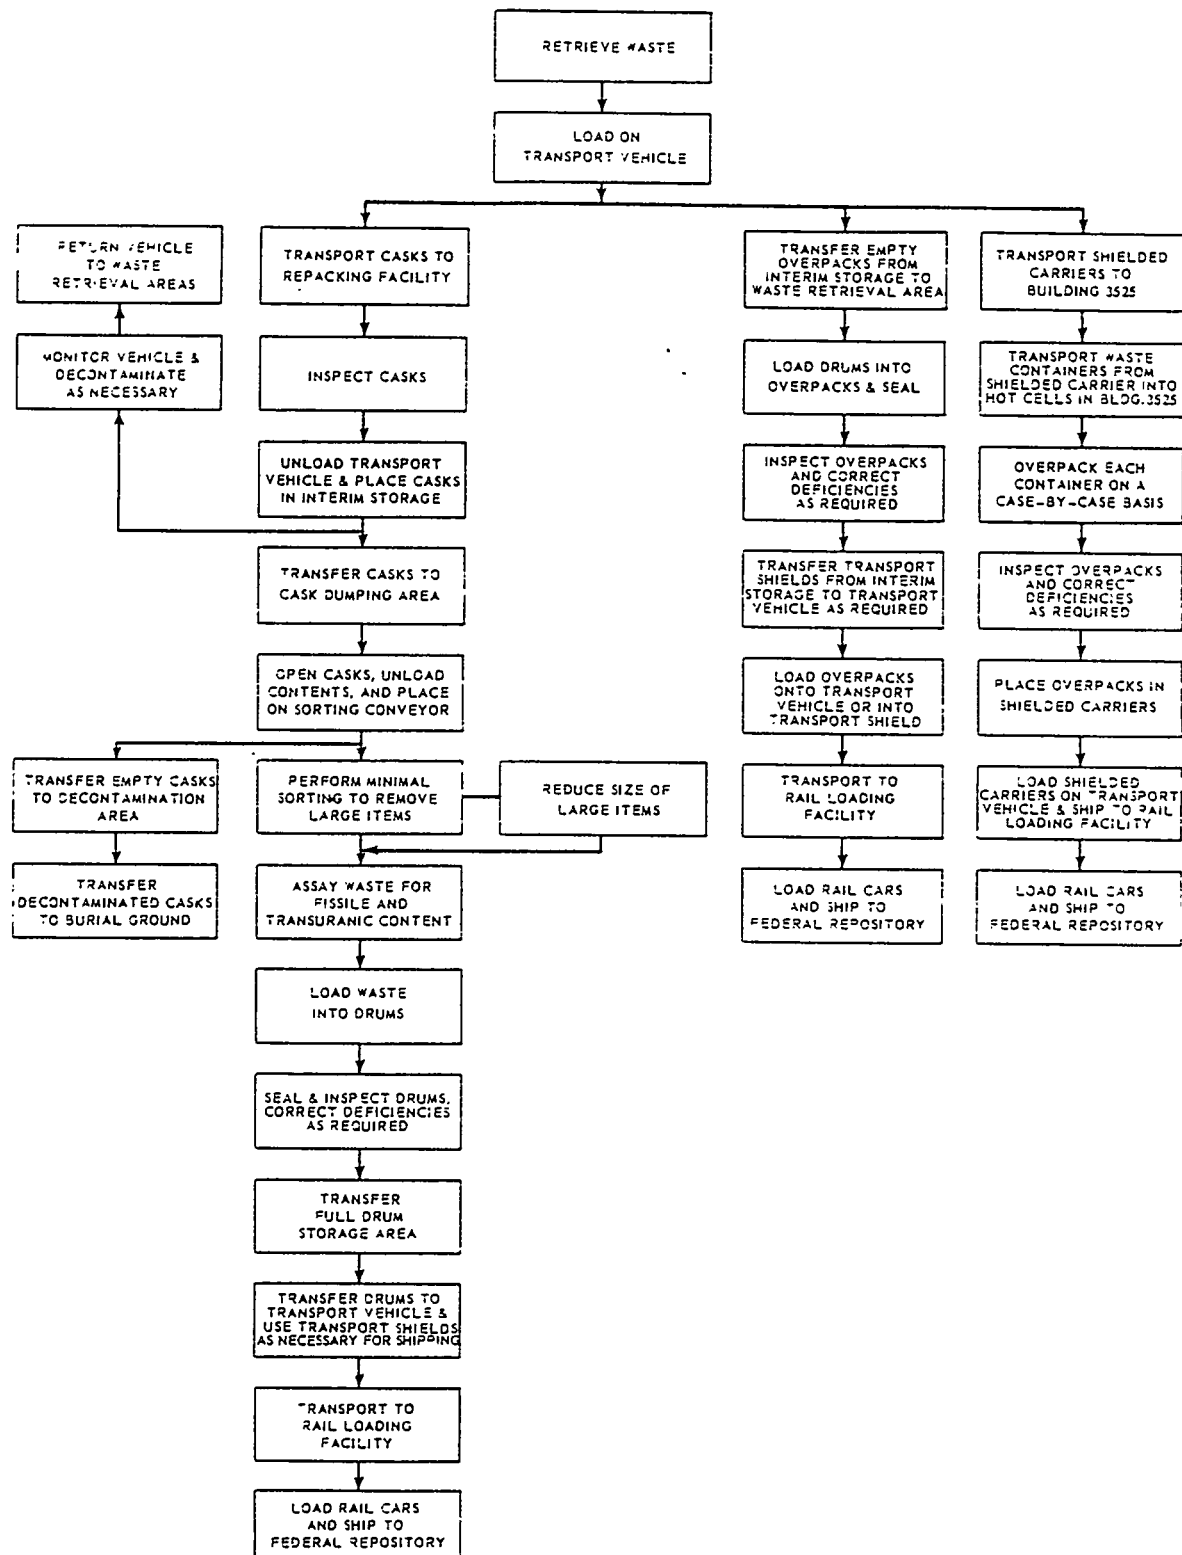 RETRIEVE WASTE
LOAD ON
TRANSPORT VEHICLE
RETURN VEHICLE
TO WASTE
RETRIEVAL AREAS
MONITOR VEHICLE &
DECONTAMINATE
AS NECESSARY
TRANSPORT CASKS TO
REPACKING FACILITY
INSPECT CASKS
UNLOAD TRANSPORT
VEHICLE & PLACE CASKS
IN INTERIM STORAGE
TRANSFER CASKS TO
CASK DUMPING AREA
OPEN CASKS, UNLOAD
CONTENTS, AND PLACE
ON SORTING CONVEYOR
TRANSFER EMPTY CASKS
TO DECONTAMINATION
AREA
TRANSFER
DECONTAMINATED CASKS
TO BURIAL GROUND
PERFORM MINIMAL
SORTING TO REMOVE
LARGE ITEMS
REDUCE SIZE OF
LARGE ITEMS
ASSAY WASTE FOR
FISSILE AND
TRANSURANIC CONTENT
LOAD WASTE
INTO DRUMS
SEAL & INSPECT DRUMS,
CORRECT DEFICIENCIES
AS REQUIRED
TRANSFER
FULL DRUM
STORAGE AREA
TRANSFER DRUMS TO
TRANSPORT VEHICLE &
USE TRANSPORT SHIELDS
AS NECESSARY FOR SHIPPING
TRANSPORT TO
RAIL LOADING
FACILITY
LOAD RAIL CARS
AND SHIP TO
FEDERAL REPOSITORY
TRANSFER EMPTY
OVERPACKS FROM
INTERIM STORAGE TO
WASTE RETRIEVAL AREA
LOAD DRUMS INTO
OVERPACKS & SEAL
INSPECT OVERPACKS
AND CORRECT
DEFICIENCIES
AS REQUIRED
TRANSFER TRANSPORT
SHIELDS FROM INTERIM
STORAGE TO TRANSPORT
VEHICLE AS REQUIRED
LOAD OVERPACKS
ONTO TRANSPORT
VEHICLE OR INTO
TRANSPORT SHIELD
TRANSPORT TO
RAIL LOADING
FACILITY
LOAD RAIL CARS
AND SHIP TO
FEDERAL REPOSITORY
TRANSPORT SHIELDED
CARRIERS TO
BUILDING 3525
TRANSPORT WASTE
CONTAINERS FROM
SHIELDED CARRIER INTO
HOT CELLS IN BLDG.3525
OVERPACK EACH
CONTAINER ON A
CASE-BY-CASE BASIS
INSPECT OVERPACKS
AND CORRECT
DEFICIENCIES
AS REQUIRED
PLACE OVERPACKS IN
SHIELDED CARRIERS
LOAD SHIELDED
CARRIERS ON TRANSPORT
VEHICLE & SHIP TO RAIL
LOADING FACILITY
LOAD RAIL CARS
AND SHIP TO
FEDERAL REPOSITORY